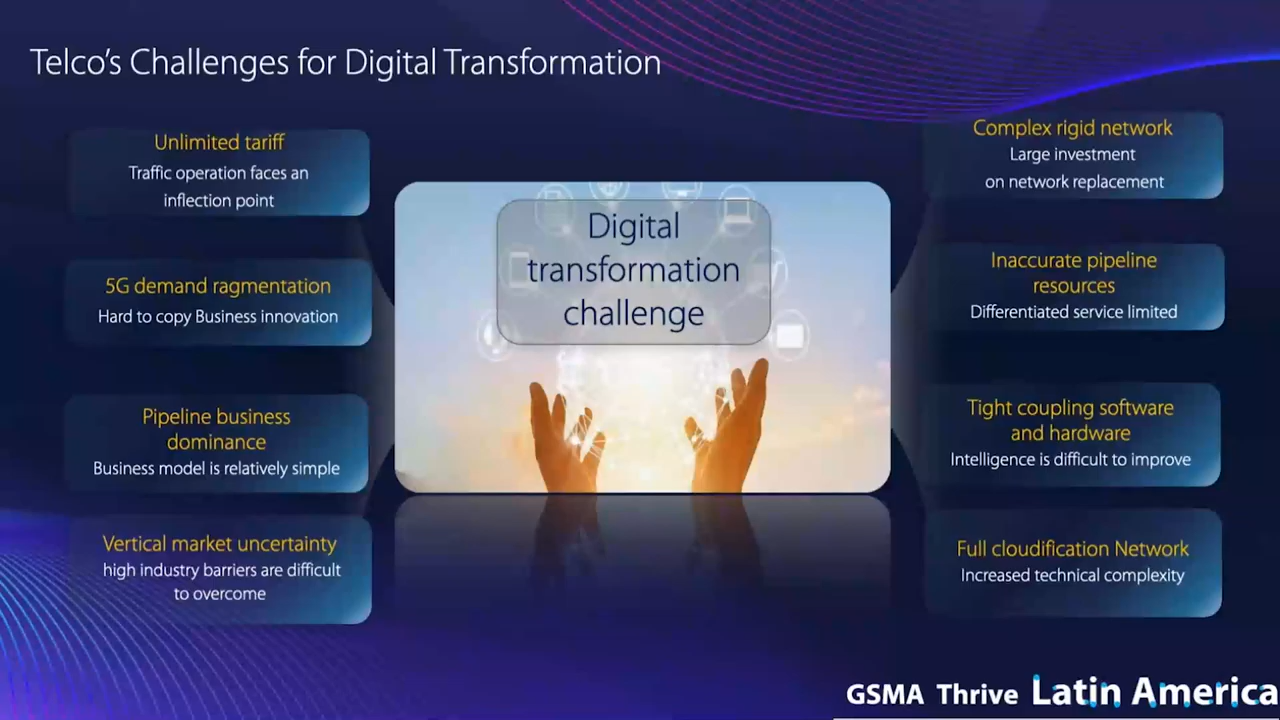 Telco's Challenges for Digital Transformation
Unlimited tariff
Traffic operation faces an
inflection point
5G demand ragmentation
Hard to copy Business innovation
Pipeline business
dominance
Business model is relatively simple
Vertical market uncertainty
high industry barriers are difficult
to overcome
Digital
transformation
challenge
Complex rigid network
Large investment
on network replacement
Inaccurate pipeline
resources
Differentiated service limited
Tight coupling software
and hardware
Intelligence is difficult to improve
Full cloudification Network
Increased technical complexity
GSMA Thrive Latin America